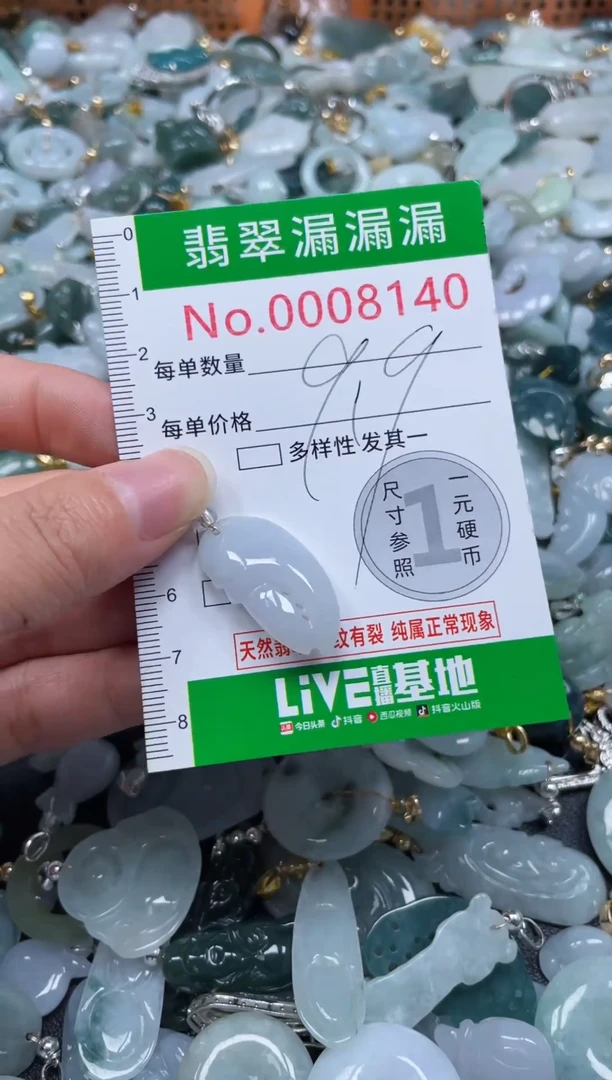 翡翠漏漏漏
No.0008140
每单数量
每单价格
99
多样性发其一
尺寸参照
1
一元硬币
天然
纹有裂 纯属正常现象
LiVE直播基地
今日头条 抖音 西瓜视频 抖音火山版
0
1
2
3
6
7
8